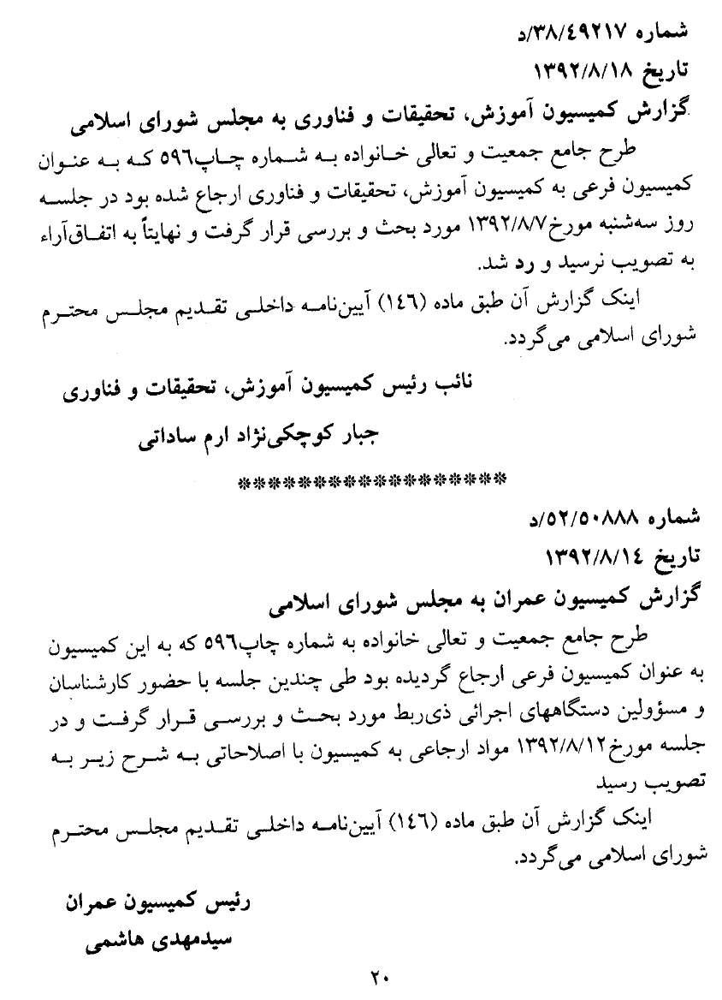 شماره ۳۸/٤۹۲۱۷/د
تاریخ ۱۳۹۲/۸/۱۸
گزارش کمیسیون آموزش، تحقیقات و فناوری به مجلس شورای اسلامی
طرح جامع جمعیت و تعالی خانواده به شماره چاپ۵۹٦ که به عنوان
کمیسیون فرعی به کمیسیون آموزش، تحقیقات و فناوری ارجاع شده بود در جلسه
روز سه‌شنبه مورخ۱۳۹۲/۸/۷ مورد بحث و بررسی قرار گرفت و نهایتاً به اتفاق‌آراء
به تصویب نرسید و رد شد.
اینک گزارش آن طبق ماده (۱٤٦) آیین‌نامه داخلی تقدیم مجلس محترم
شورای اسلامی می‌گردد.
نائب رئیس کمیسیون آموزش، تحقیقات و فناوری
جبار کوچکی‌نژاد ارم ساداتی
******************
شماره ۵۲/۵۰۸۸۸/د
تاریخ ۱۳۹۲/۸/۱٤
گزارش کمیسیون عمران به مجلس شورای اسلامی
طرح جامع جمعیت و تعالی خانواده به شماره چاپ۵۹٦ که به این کمیسیون
به عنوان کمیسیون فرعی ارجاع گردیده بود طی چندین جلسه با حضور کارشناسان
و مسؤولین دستگاههای اجرائی ذی‌ربط مورد بحث و بررسی قرار گرفت و در
جلسه مورخ۱۳۹۲/۸/۱۲ مواد ارجاعی به کمیسیون با اصلاحاتی به شرح زیر به
تصویب رسید
اینک گزارش آن طبق ماده (۱٤٦) آیین‌نامه داخلی تقدیم مجلس محترم
شورای اسلامی می‌گردد.
رئیس کمیسیون عمران
سیدمهدی هاشمی
۲۰